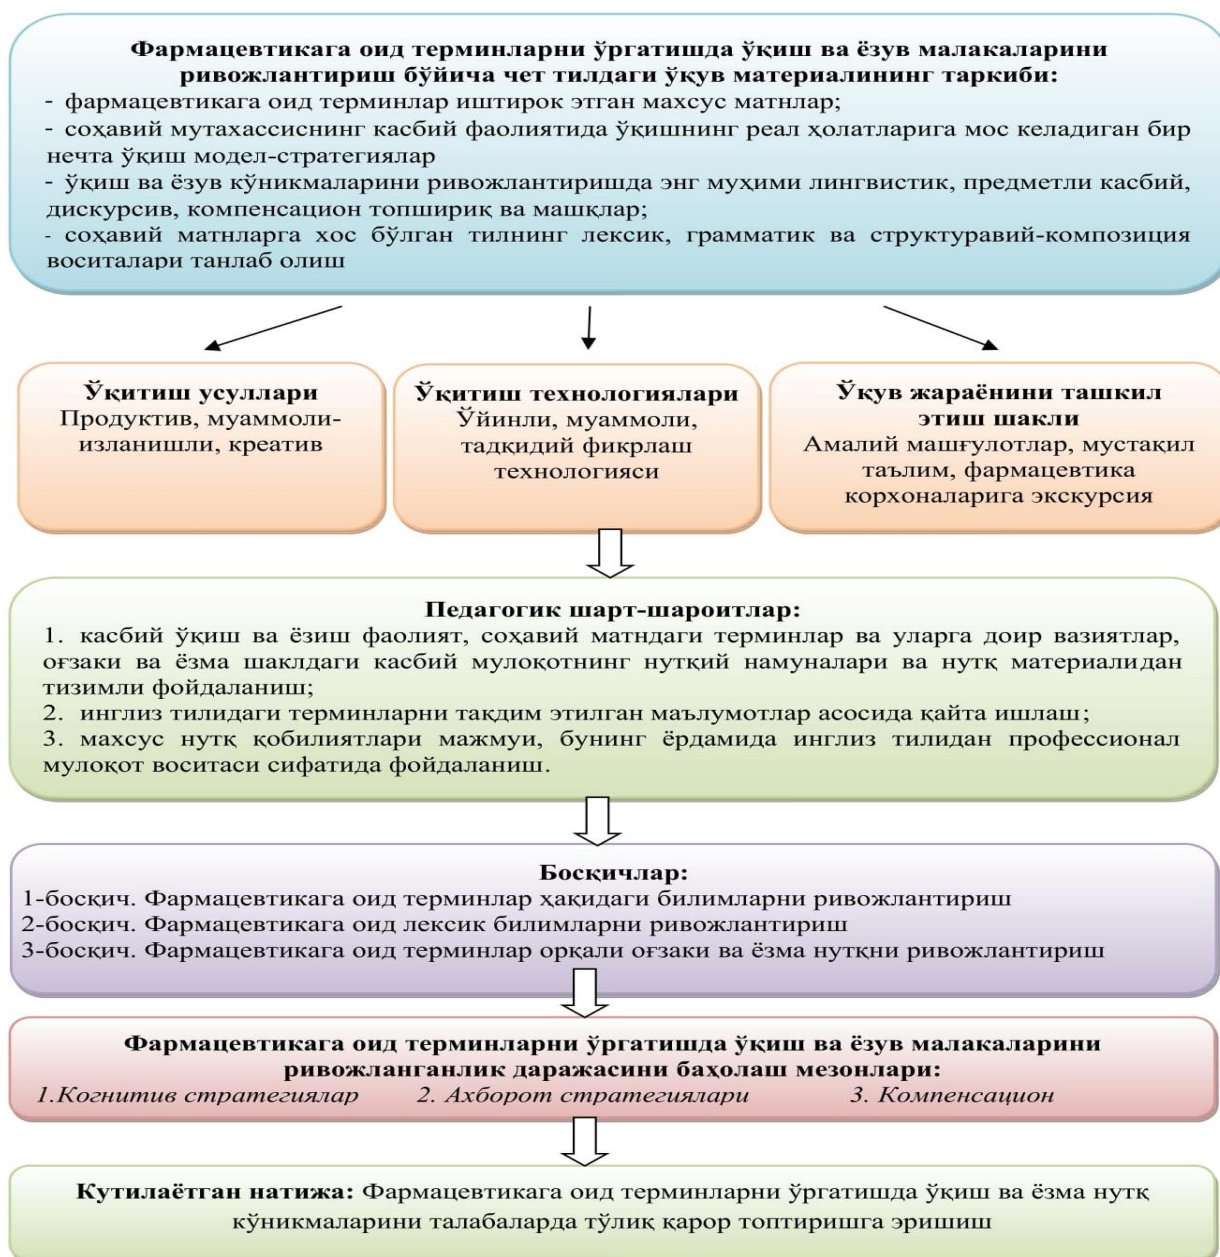 Фармацевтикага оид терминларни ўргатишда ўқиш ва ёзув малакаларини
ривожлантириш бўйича чет тилдаги ўқув материалининг таркиби:
- фармацевтикага оид терминлар иштирок этган махсус матнлар;
- соҳавий мутахассиснинг касбий фаолиятида ўқишнинг реал ҳолатларига мос келадиган бир
нечта ўқиш модел-стратегиялар
- ўқиш ва ёзув кўникмаларини ривожлантиришда энг муҳими лингвистик, предметли касбий,
дискурсив, компенсацион топшириқ ва машқлар;
- соҳавий матнларга хос бўлган тилнинг лексик, грамматик ва структуравий-композиция
воситалари танлаб олиш
Ўқитиш усуллари
Продуктив, муаммоли-
изланишли, креатив
Ўқитиш технологиялари
Ўйинли, муаммоли,
тадқидий фикрлаш
технологияси
Ўқув жараёнини ташкил
этиш шакли
Амалий машғулотлар, мустақил
таълим, фармацевтика
корхоналарига экскурсия
Педагогик шарт-шароитлар:
1. касбий ўқиш ва ёзиш фаолият, соҳавий матндаги терминлар ва уларга доир вазиятлар,
оғзаки ва ёзма шаклдаги касбий мулоқотнинг нутқий намуналари ва нутқ материалидан
тизимли фойдаланиш;
2. инглиз тилидаги терминларни тақдим этилган маълумотлар асосида қайта ишлаш;
3. махсус нутқ қобилиятлари мажмуи, бунинг ёрдамида инглиз тилидан профессионал
мулоқот воситаси сифатида фойдаланиш.
Босқичлар:
1-босқич. Фармацевтикага оид терминлар ҳақидаги билимларни ривожлантириш
2-босқич. Фармацевтикага оид лексик билимларни ривожлантириш
3-босқич. Фармацевтикага оид терминлар орқали оғзаки ва ёзма нутқни ривожлантириш
Фармацевтикага оид терминларни ўргатишда ўқиш ва ёзув малакаларини
ривожланганлик даражасини баҳолаш мезонлари:
1.Когнитив стратегиялар 2. Ахборот стратегиялари 3. Компенсацион
Кутилаётган натижа: Фармацевтикага оид терминларни ўргатишда ўқиш ва ёзма нутқ
кўникмаларини талабаларда тўлиқ қарор топтиришга эришиш